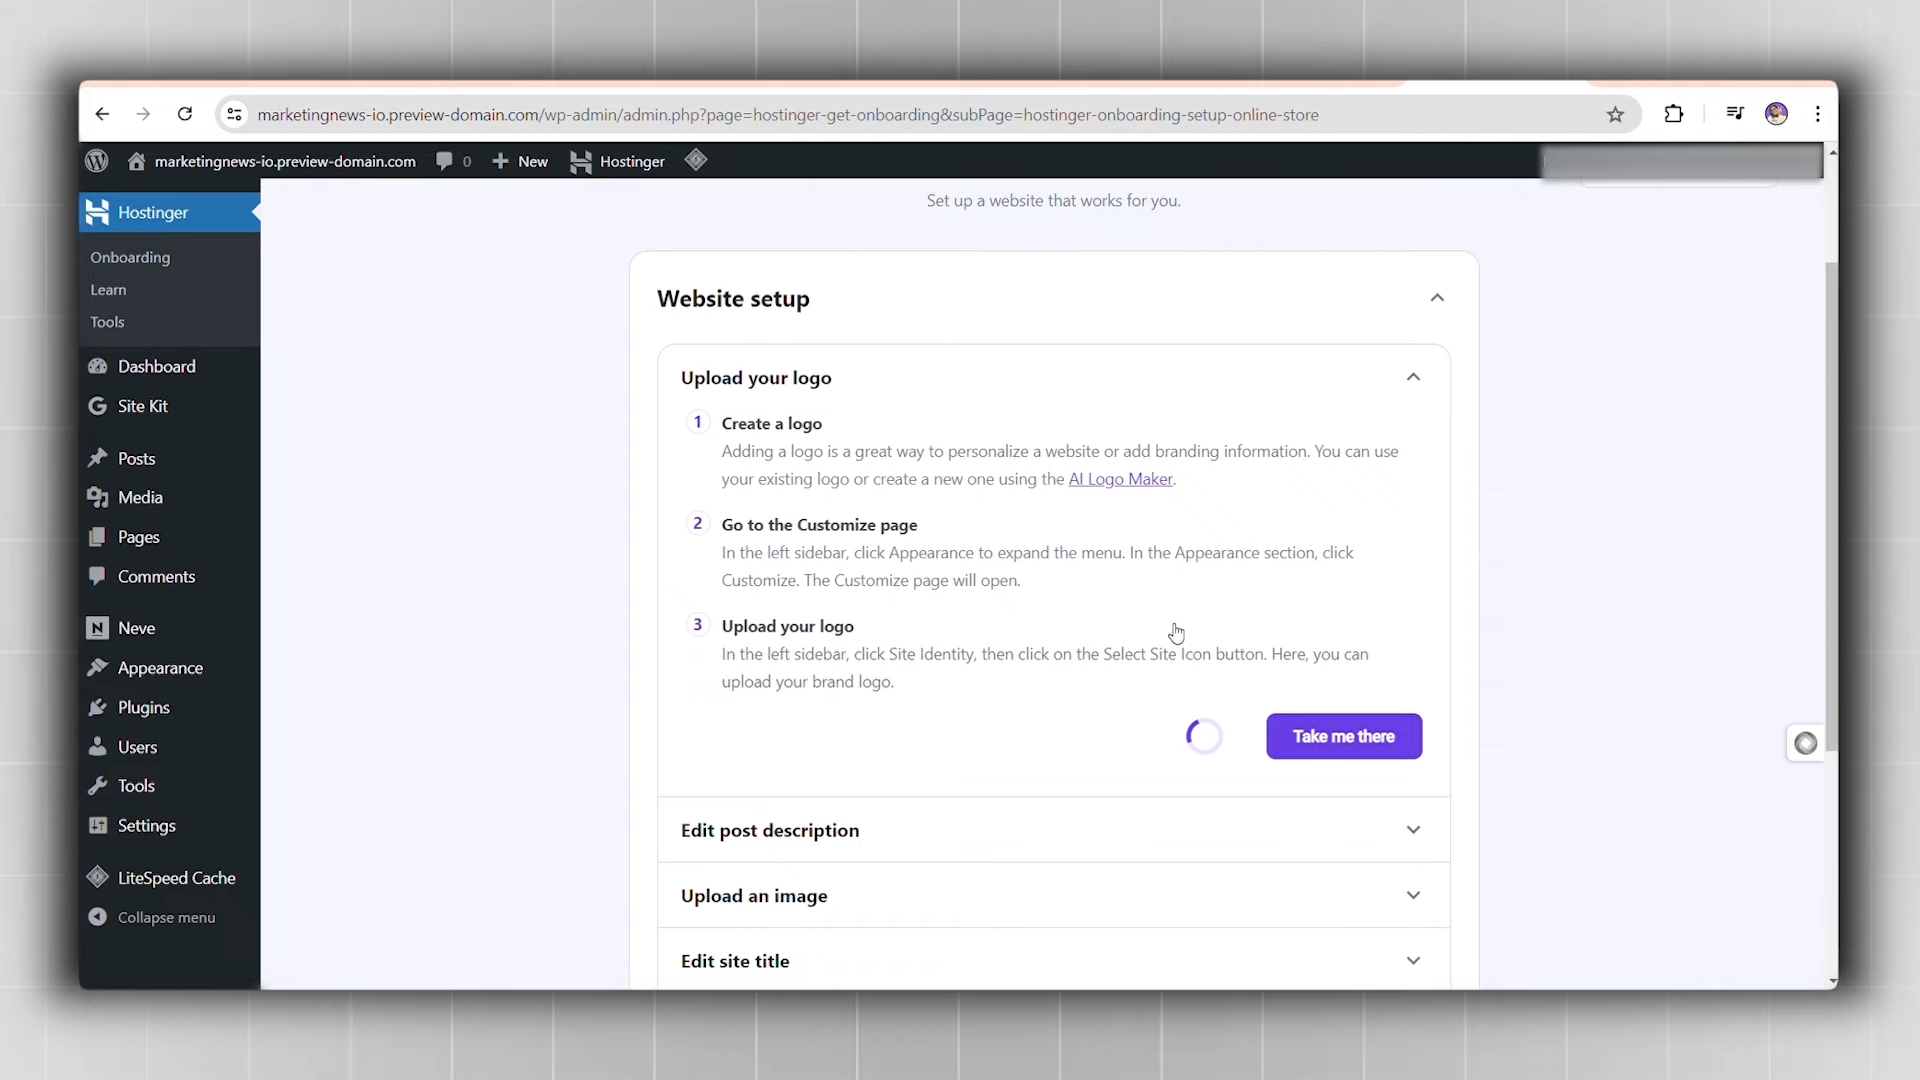 marketingnews-io.preview-domain.com/wp-admin/admin.php?page=hostinger-get-onboarding&subPage=hostinger-onboarding-setup-online-store
marketingnews-io.preview-domain.com 0 New Hostinger
Hostinger
Onboarding
Learn
Tools
Dashboard
Site Kit
Posts
Media
Pages
Comments
Neve
Appearance
Plugins
Users
Tools
Settings
LiteSpeed Cache
Collapse menu
Set up a website that works for you.
Website setup
Upload your logo
1 Create a logo
Adding a logo is a great way to personalize a website or add branding information. You can use
your existing logo or create a new one using the AI Logo Maker.
2 Go to the Customize page
In the left sidebar, click Appearance to expand the menu. In the Appearance section, click
Customize. The Customize page will open.
3 Upload your logo
In the left sidebar, click Site Identity, then click on the Select Site Icon button. Here, you can
upload your brand logo.
Take me there
Edit post description
Upload an image
Edit site title